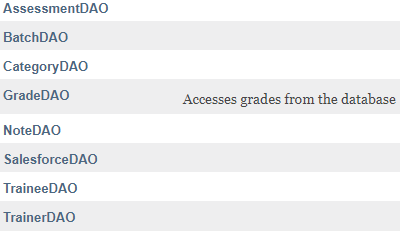 AssessmentDAO
BatchDAO
CategoryDAO
GradeDAO Accesses grades from the database
NoteDAO
SalesforceDAO
TraineeDAO
TrainerDAO